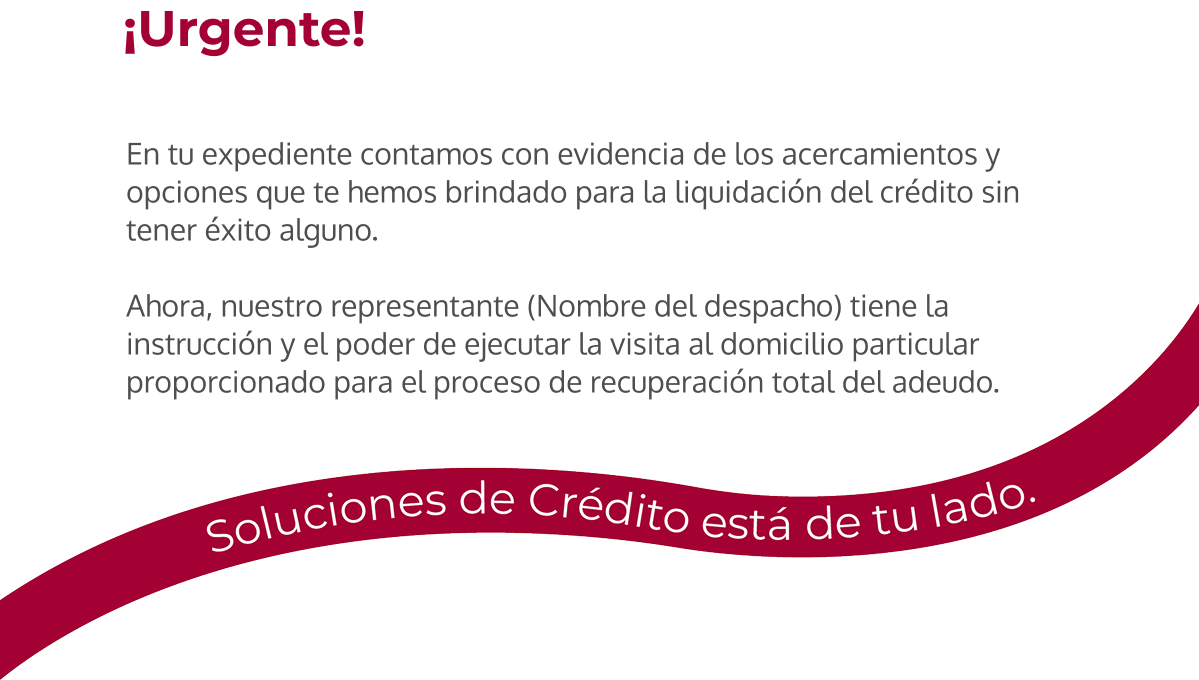 ¡Urgente!
En tu expediente contamos con evidencia de los acercamientos y
opciones que te hemos brindado para la liquidación del crédito sin
tener éxito alguno.
Ahora, nuestro representante (Nombre del despacho) tiene la
instrucción y el poder de ejecutar la visita al domicilio particular
proporcionado para el proceso de recuperación total del adeudo.
Soluciones de Crédito está de tu lado.